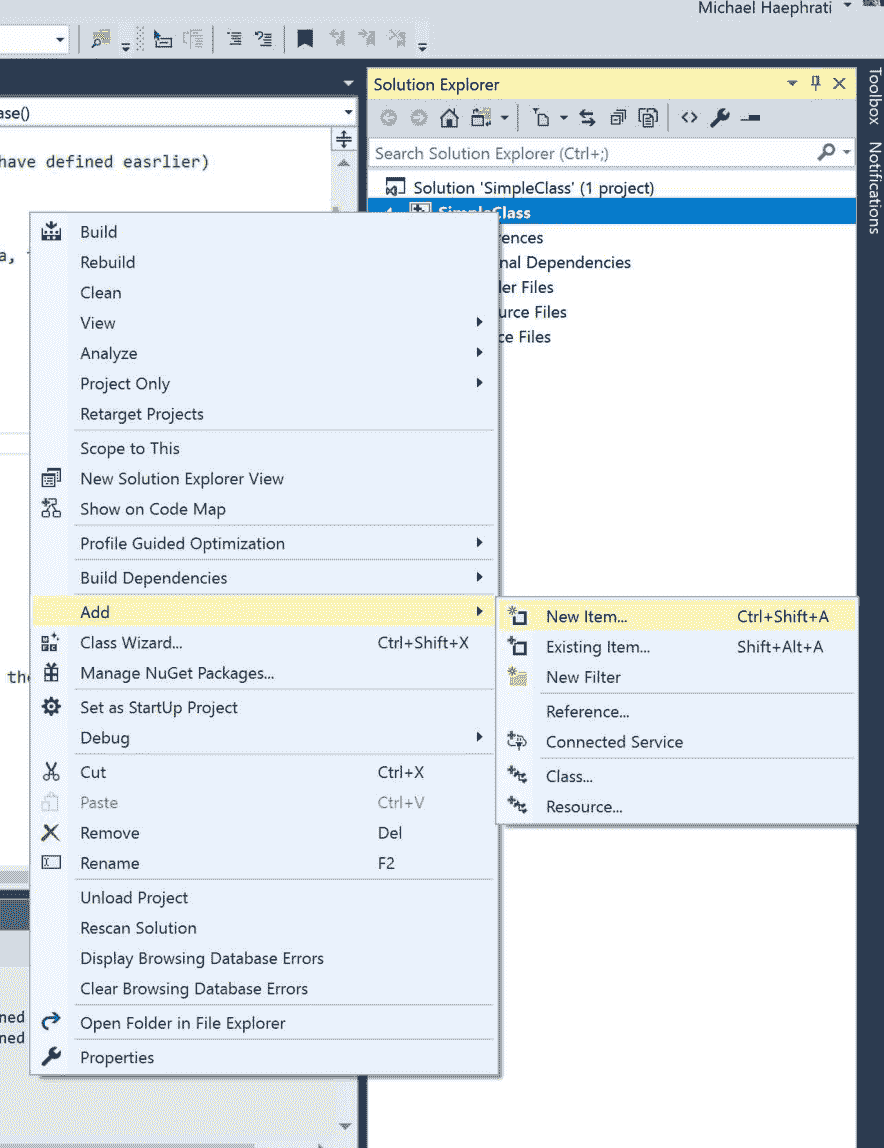 Michael Haephrati
Solution Explorer
ase()
Search Solution Explorer (Ctrl+;)
have defined easrlier)
Solution 'SimpleClass' (1 project)
SimpleClass
ences
nal Dependencies
er Files
urce Files
ce Files
a,
Toolbox
Notifications
Build
Rebuild
Clean
View
Analyze
Project Only
Retarget Projects
Scope to This
New Solution Explorer View
Show on Code Map
Profile Guided Optimization
Build Dependencies
Add
Class Wizard... Ctrl+Shift+X
Manage NuGet Packages...
Set as StartUp Project
Debug
Cut Ctrl+X
Paste Ctrl+V
Remove Del
Rename F2
Unload Project
Rescan Solution
Display Browsing Database Errors
Clear Browsing Database Errors
Open Folder in File Explorer
Properties
New Item... Ctrl+Shift+A
Existing Item... Shift+Alt+A
New Filter
Reference...
Connected Service
Class...
Resource...
the
ned
ned